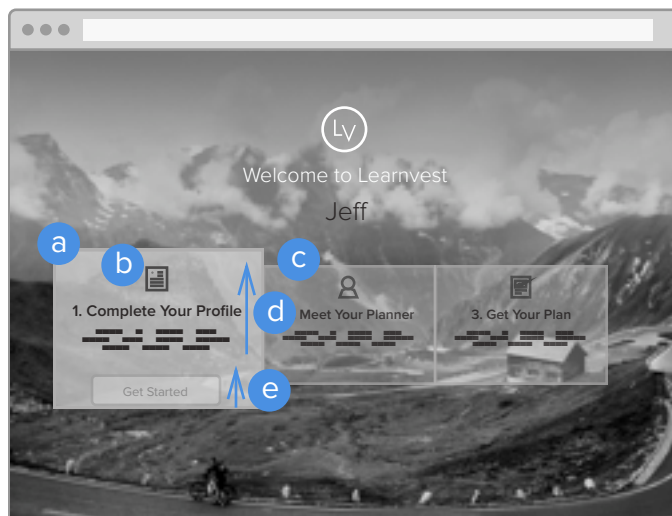 LV
Welcome to Learnvest
Jeff
a
b
c
1. Complete Your Profile
d
Meet Your Planner
3. Get Your Plan
Get Started
e